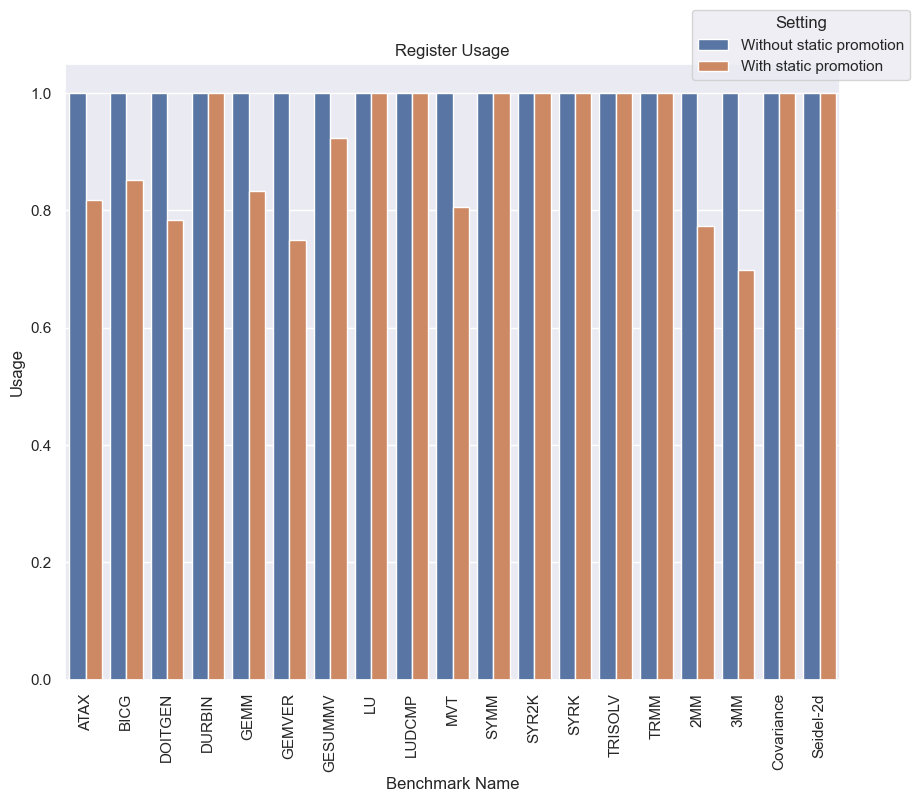 Register Usage
Setting
Without static promotion
With static promotion
Usage
1.0
0.8
0.6
0.4
0.2
0.0
ATAX
BICG
DOITGEN
DURBIN
GEMM
GEMVER
GESUMMV
LU
LUDCMP
MVT
SYMM
SYR2K
SYRK
TRISOLV
TRMM
2MM
3MM
Covariance
Seidel-2d
Benchmark Name